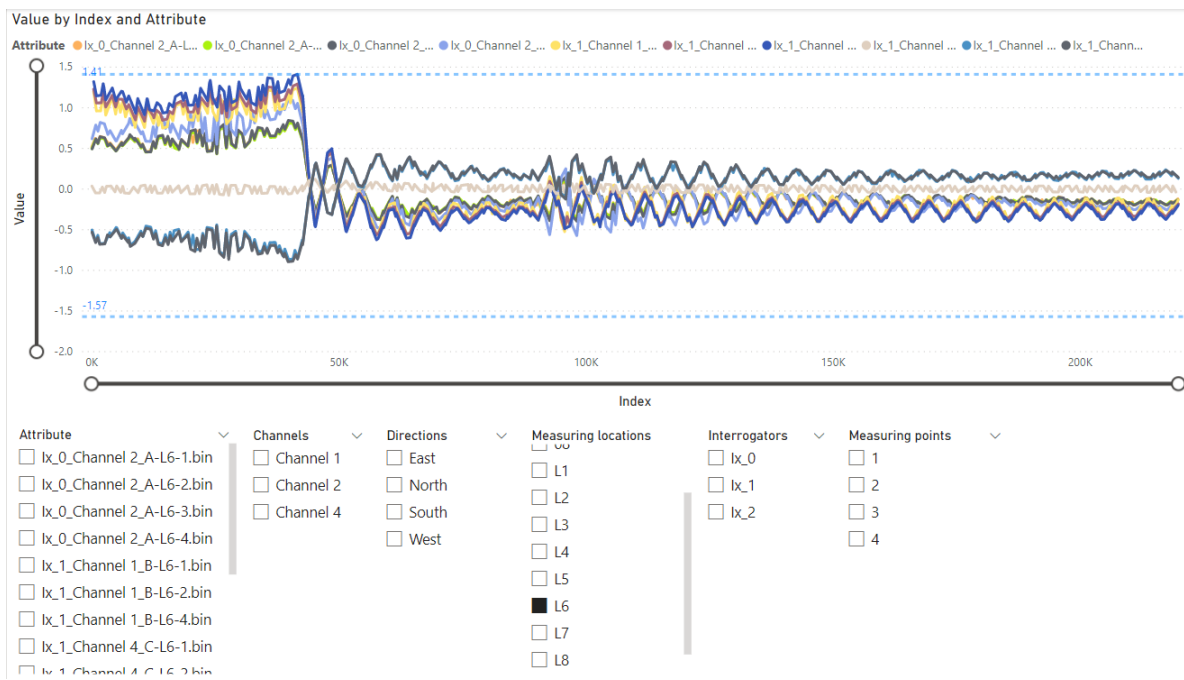 Value by Index and Attribute
Attribute Ix_0_Channel 2_A-L... Ix_0_Channel 2_A-... Ix_0_Channel 2_... Ix_0_Channel 2_... Ix_1_Channel 1_... Ix_1_Channel ... Ix_1_Channel ... Ix_1_Channel ... Ix_1_Channel ... Ix_1_Chann...
1.5
1.41
1.0
0.5
0.0
Value
-0.5
-1.0
-1.57
-1.5
-2.0
0K 50K 100K 150K 200K
Index
Attribute
Ix_0_Channel 2_A-L6-1.bin
Ix_0_Channel 2_A-L6-2.bin
Ix_0_Channel 2_A-L6-3.bin
Ix_0_Channel 2_A-L6-4.bin
Ix_1_Channel 1_B-L6-1.bin
Ix_1_Channel 1_B-L6-2.bin
Ix_1_Channel 1_B-L6-4.bin
Ix_1_Channel 4_C-L6-1.bin
Ix_1_Channel 4_C-L6-2.bin
Channels
Channel 1
Channel 2
Channel 4
Directions
East
North
South
West
Measuring locations
L1
L2
L3
L4
L5
L6
L7
L8
Interrogators
Ix_0
Ix_1
Ix_2
Measuring points
1
2
3
4